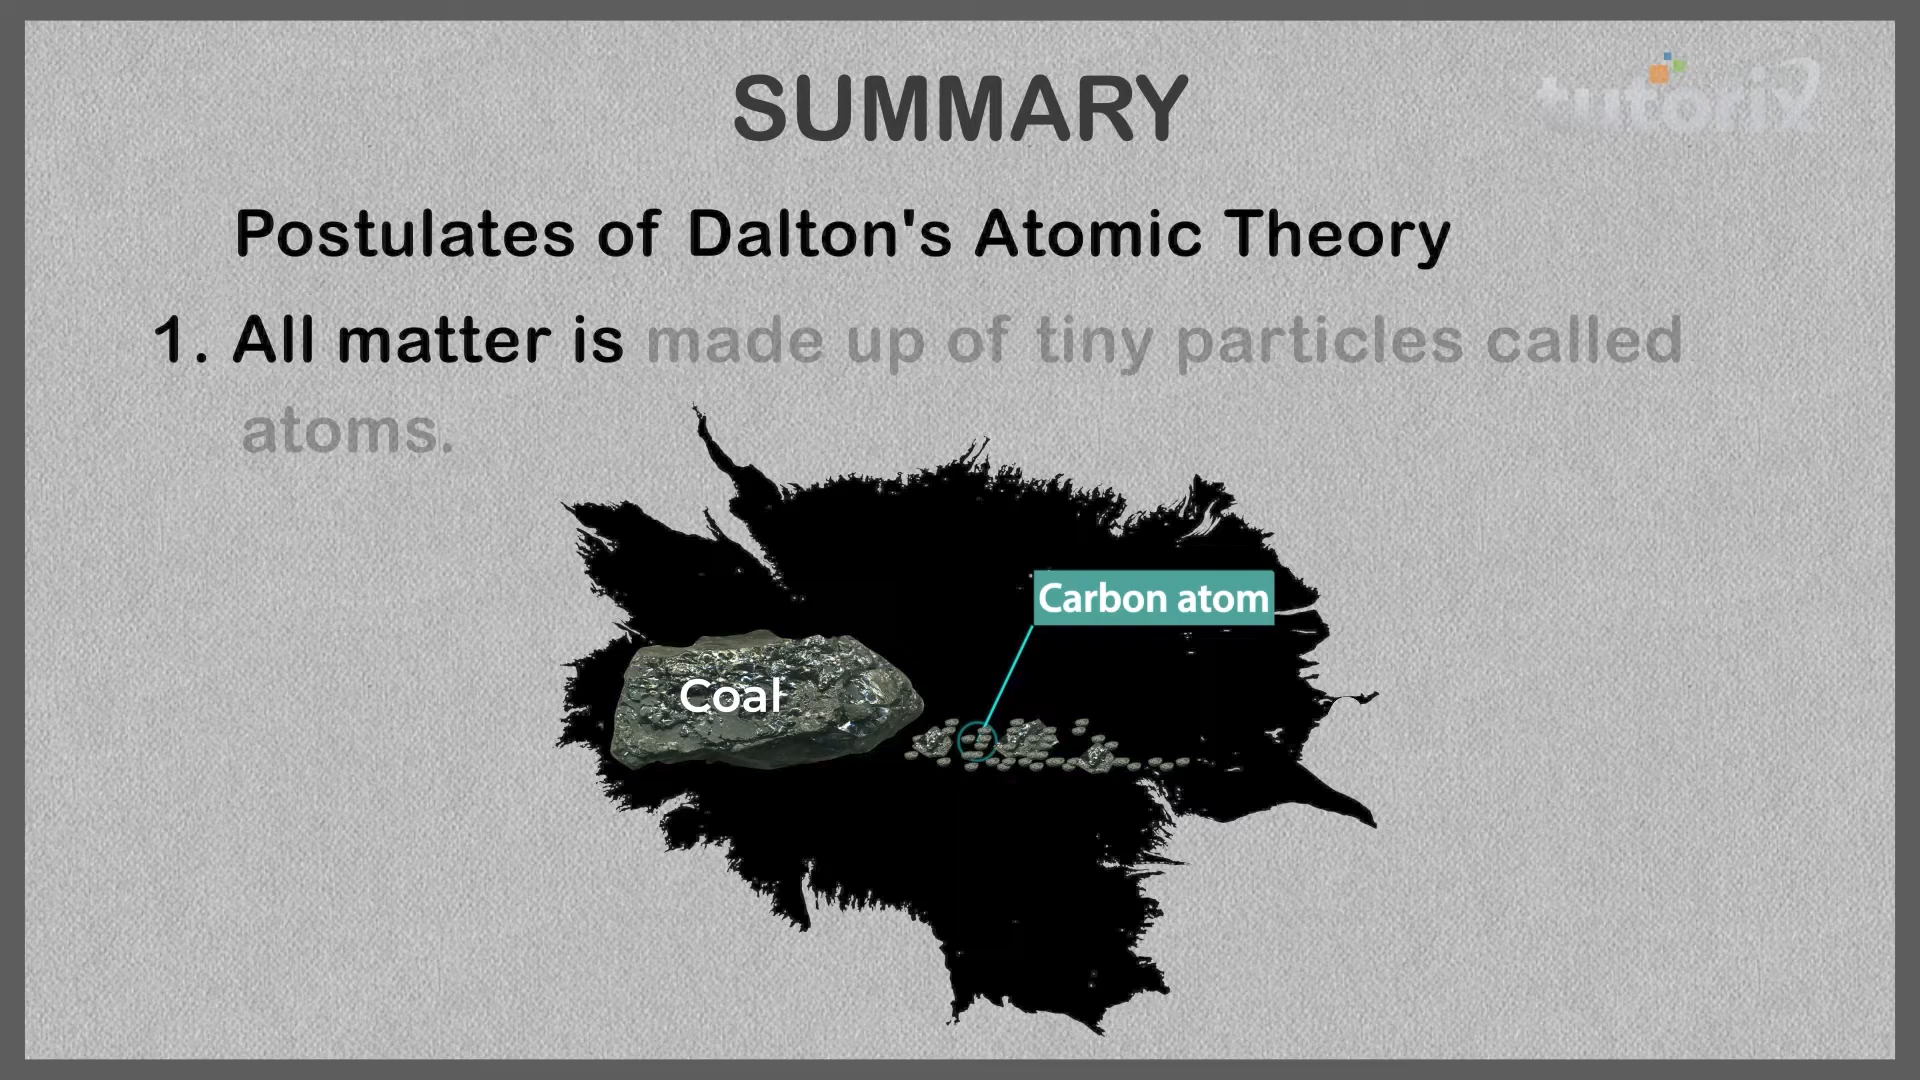 SUMMARY
tutorix
Postulates of Dalton's Atomic Theory
1. All matter is made up of tiny particles called
atoms.
Carbon atom
Coal